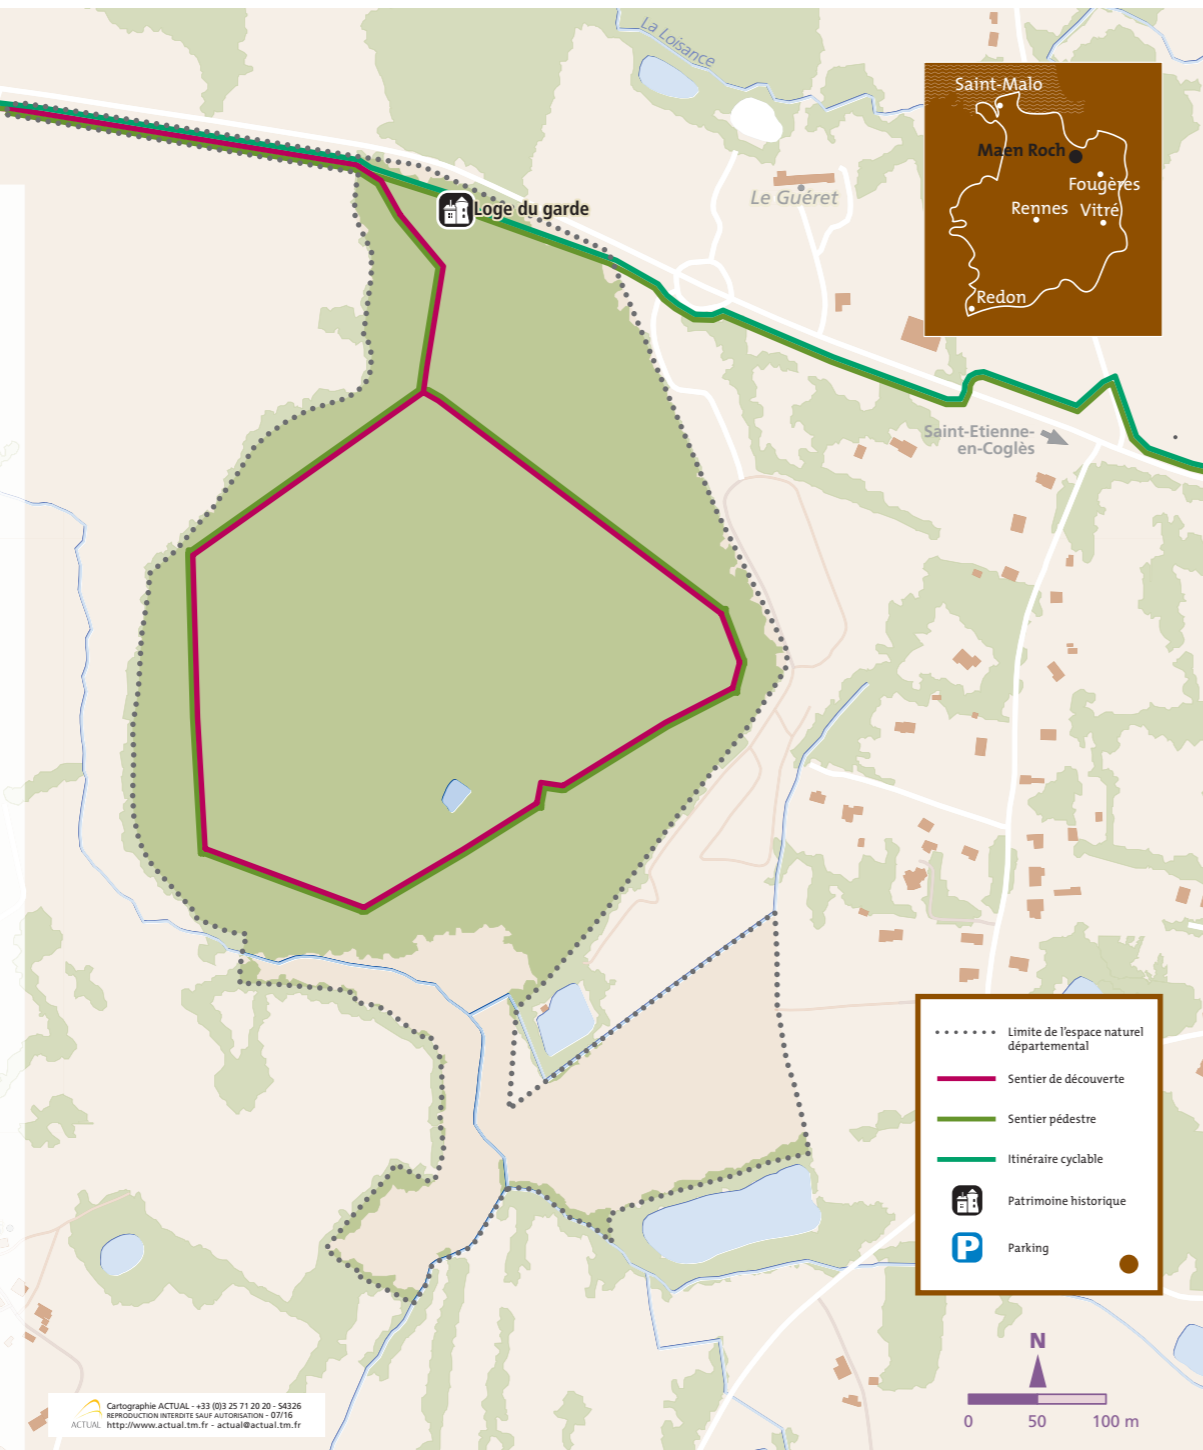 La Loisance
Saint-Malo
Maen Roch
Fougères
Rennes
Vitré
Redon
Le Guéret
Loge du garde
Saint-Etienne-
en-Coglès
Limite de l'espace naturel
départemental
Sentier de découverte
Sentier pédestre
Itinéraire cyclable
Patrimoine historique
P
Parking
N
0 50 100 m
ACTUAL
Cartographie ACTUAL - +33 (0)3 25 71 20 20 - S4326
REPRODUCTION INTERDITE SAUF AUTORISATION - 07/16
http://www.actual.tm.fr - actual@actual.tm.fr